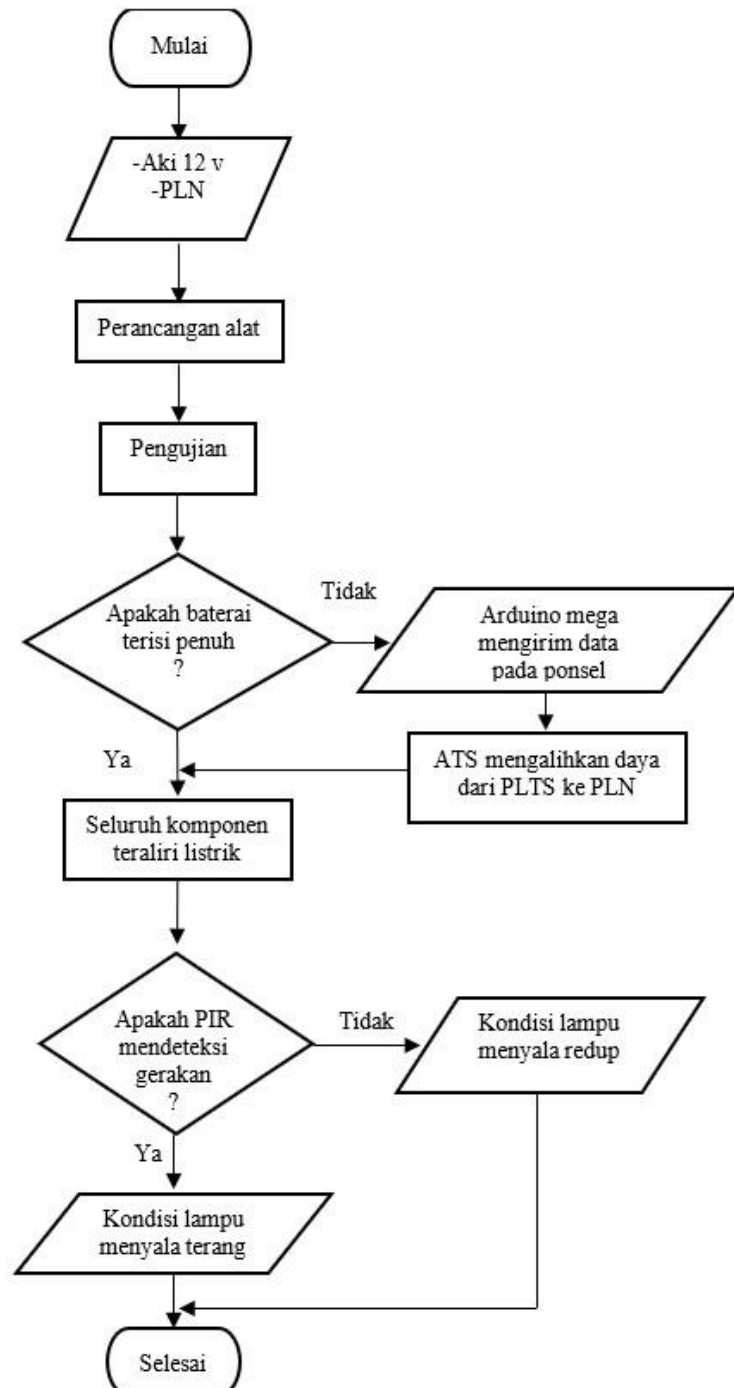 Mulai
-Aki 12 v
-PLN
Perancangan alat
Pengujian
Apakah baterai
terisi penuh
?
Tidak
Arduino mega
mengirim data
pada ponsel
Ya
ATS mengalihkan daya
dari PLTS ke PLN
Seluruh komponen
teraliri listrik
Apakah PIR
mendeteksi
gerakan
?
Tidak
Kondisi lampu
menyala redup
Ya
Kondisi lampu
menyala terang
Selesai